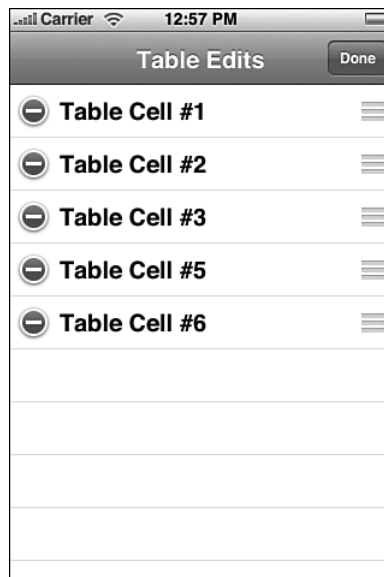 Carrier 12:57 PM
Table Edits Done
Table Cell #1
Table Cell #2
Table Cell #3
Table Cell #5
Table Cell #6